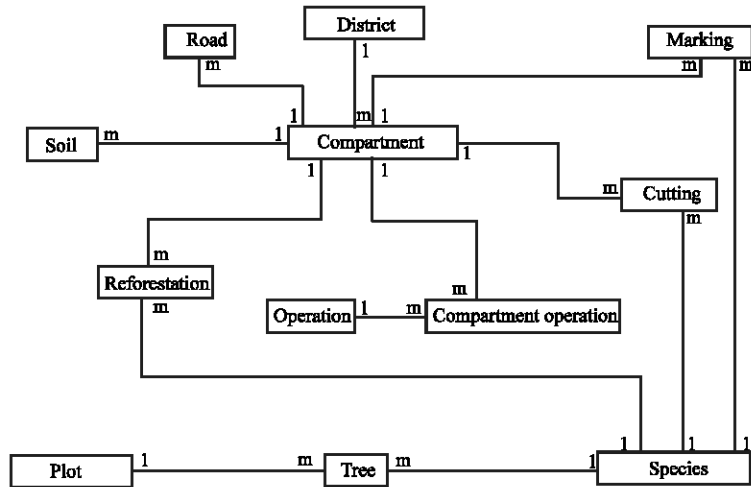 District
Road
Marking
m
1
m
m
1
m
1
Soil
m
1
Compartment
1
1
1
m
Cutting
m
m
m
Reforestation
m
Operation
1
m
Compartment operation
1
1
1
Plot
1
m
Tree
m
1
Species